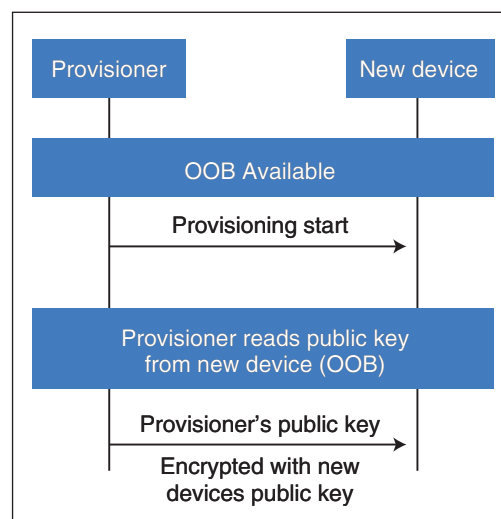 Provisioner
New device
OOB Available
Provisioning start
Provisioner reads public key
from new device (OOB)
Provisioner's public key
Encrypted with new
devices public key